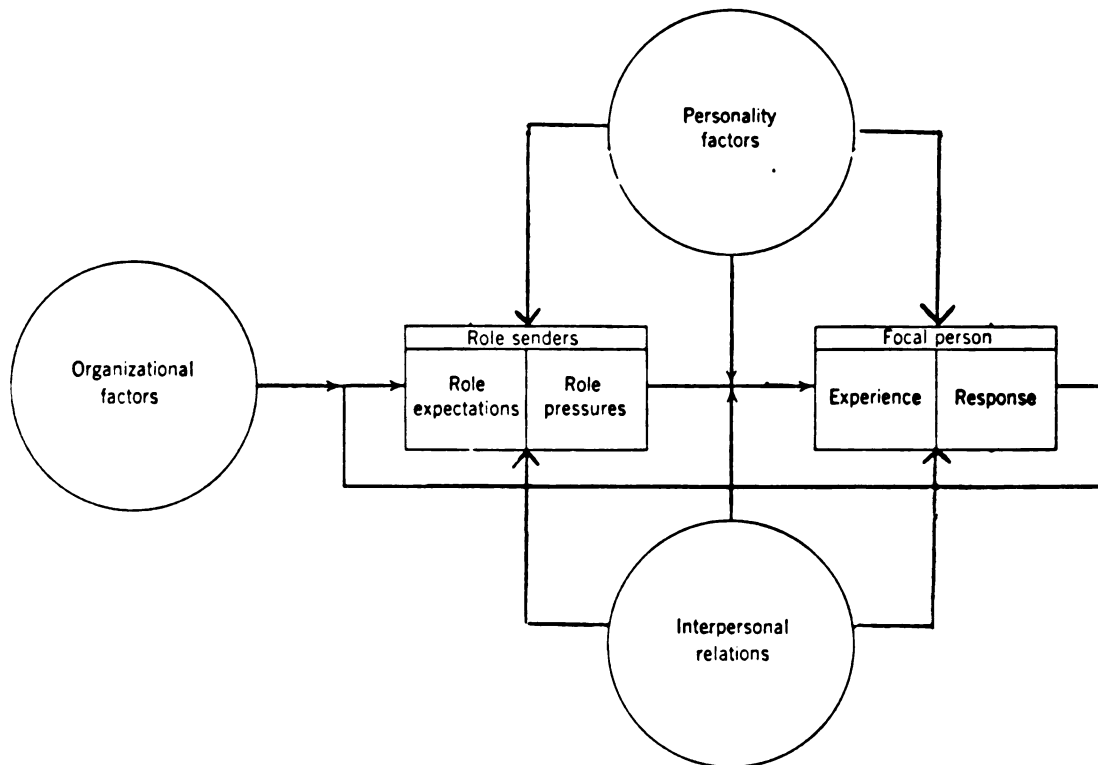 Personality
factors
Organizational
factors
Role senders
Role
expectations
Role
pressures
Focal person
Experience
Response
Interpersonal
relations